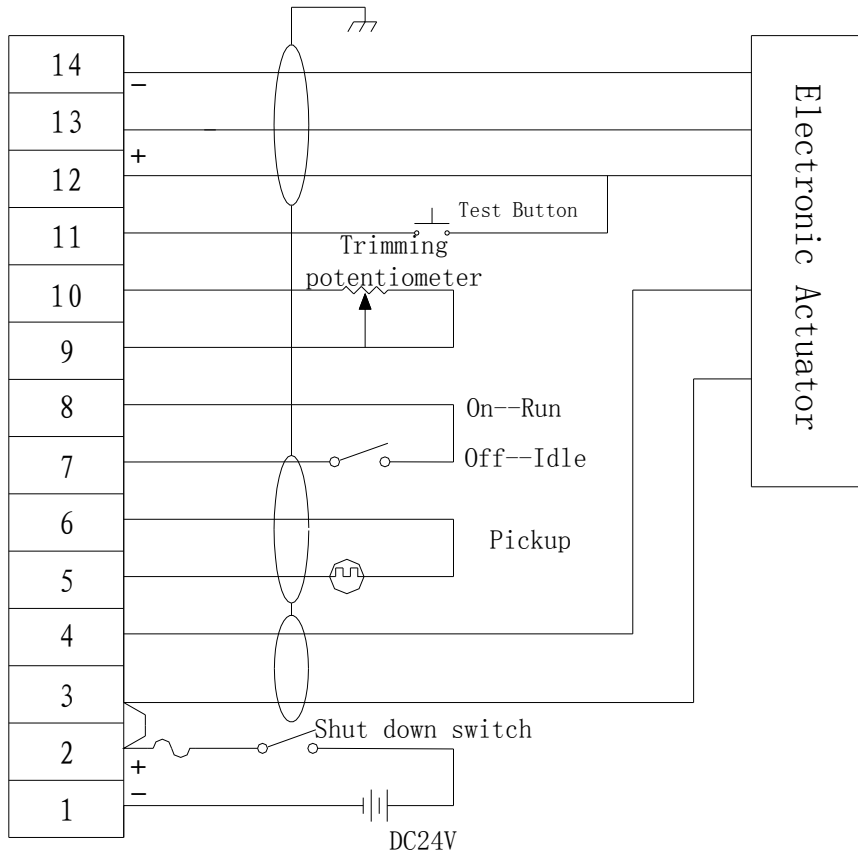 14
−
13
−
+
12
11
Test Button
Trimming
potentiometer
10
9
8
On--Run
7
Off--Idle
6
Pickup
5
4
3
Shut down switch
2
+
−
1
DC24V
Electronic Actuator